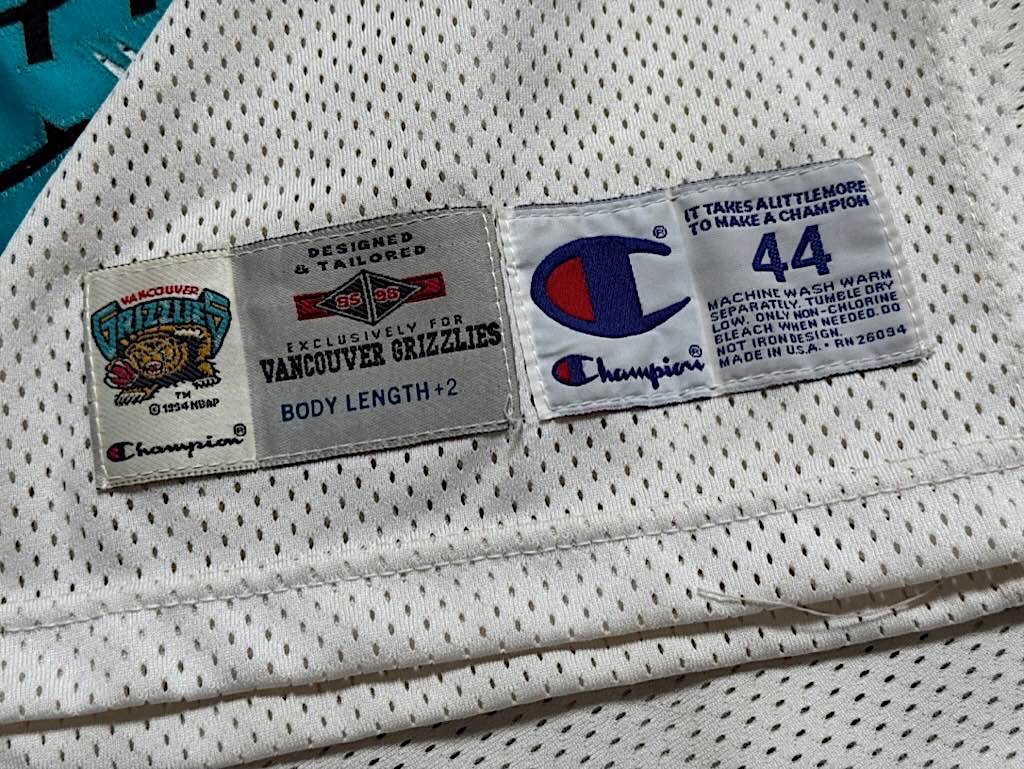 VANCOUVER
GRIZZLIES
TM
© 1994 NBAP
Champion®
DESIGNED
& TAILORED
95 96
EXCLUSIVELY FOR
VANCOUVER GRIZZLIES
BODY LENGTH +2
®
Champion®
IT TAKES A LITTLE MORE
TO MAKE A CHAMPION
44
MACHINE WASH WARM
SEPARATELY. TUMBLE DRY
LOW. ONLY NON-CHLORINE
BLEACH WHEN NEEDED. DO
NOT IRON DESIGN.
MADE IN U.S.A. • RN 26094